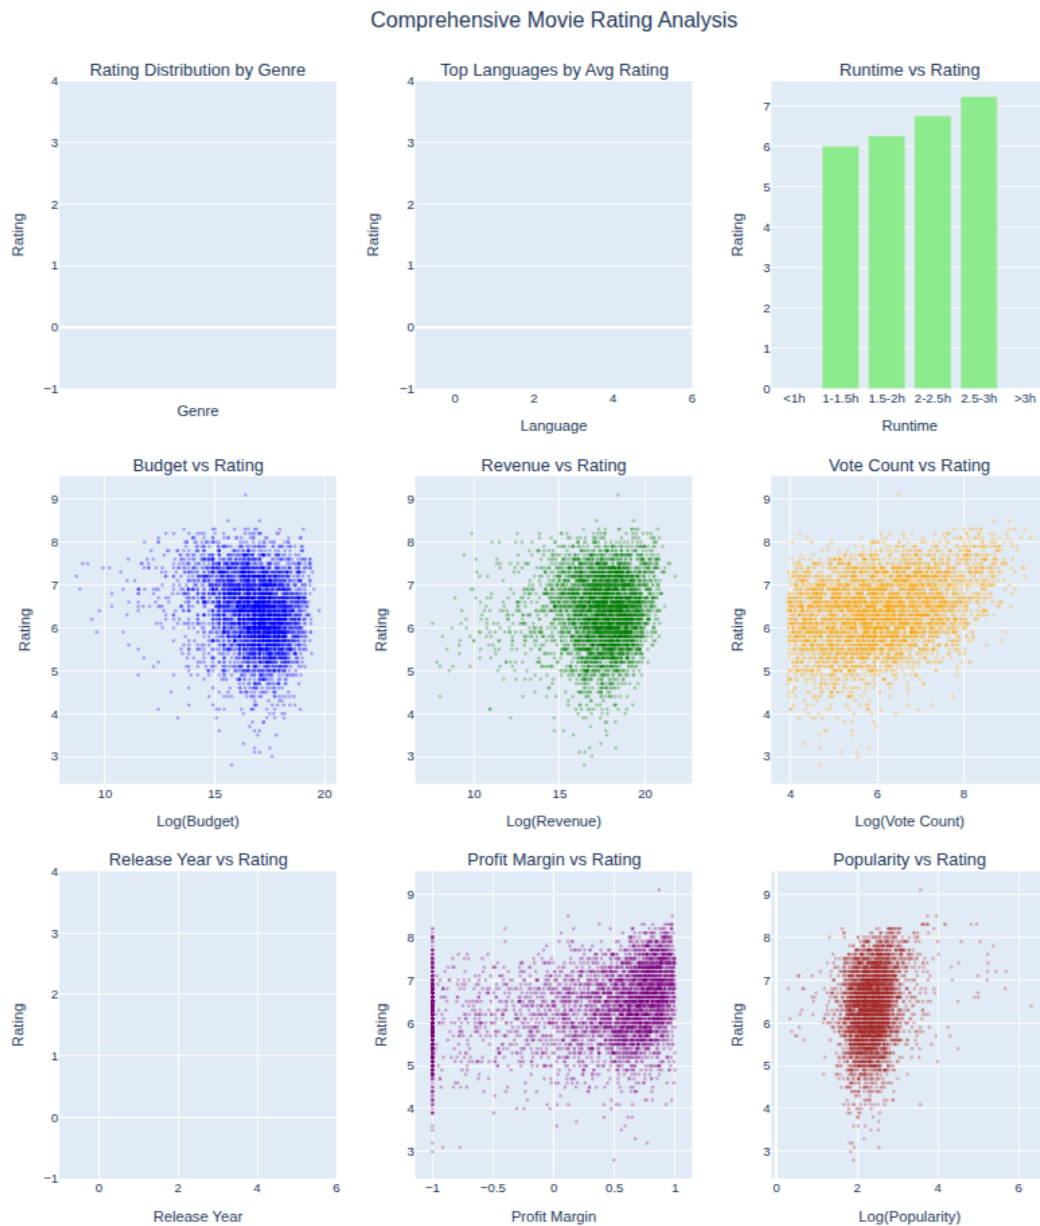 Comprehensive Movie Rating Analysis
Rating Distribution by Genre
4
3
2
1
0
−1
Rating
Genre
Top Languages by Avg Rating
4
3
2
1
0
−1
Rating
0 2 4 6
Language
Runtime vs Rating
7
6
5
4
3
2
1
0
Rating
<1h 1-1.5h 1.5-2h 2-2.5h 2.5-3h >3h
Runtime
Budget vs Rating
9
8
7
6
5
4
3
Rating
10 15 20
Log(Budget)
Revenue vs Rating
9
8
7
6
5
4
3
Rating
10 15 20
Log(Revenue)
Vote Count vs Rating
9
8
7
6
5
4
3
Rating
4 6 8
Log(Vote Count)
Release Year vs Rating
4
3
2
1
0
−1
Rating
0 2 4 6
Release Year
Profit Margin vs Rating
9
8
7
6
5
4
3
Rating
−1 −0.5 0 0.5 1
Profit Margin
Popularity vs Rating
9
8
7
6
5
4
3
Rating
0 2 4 6
Log(Popularity)